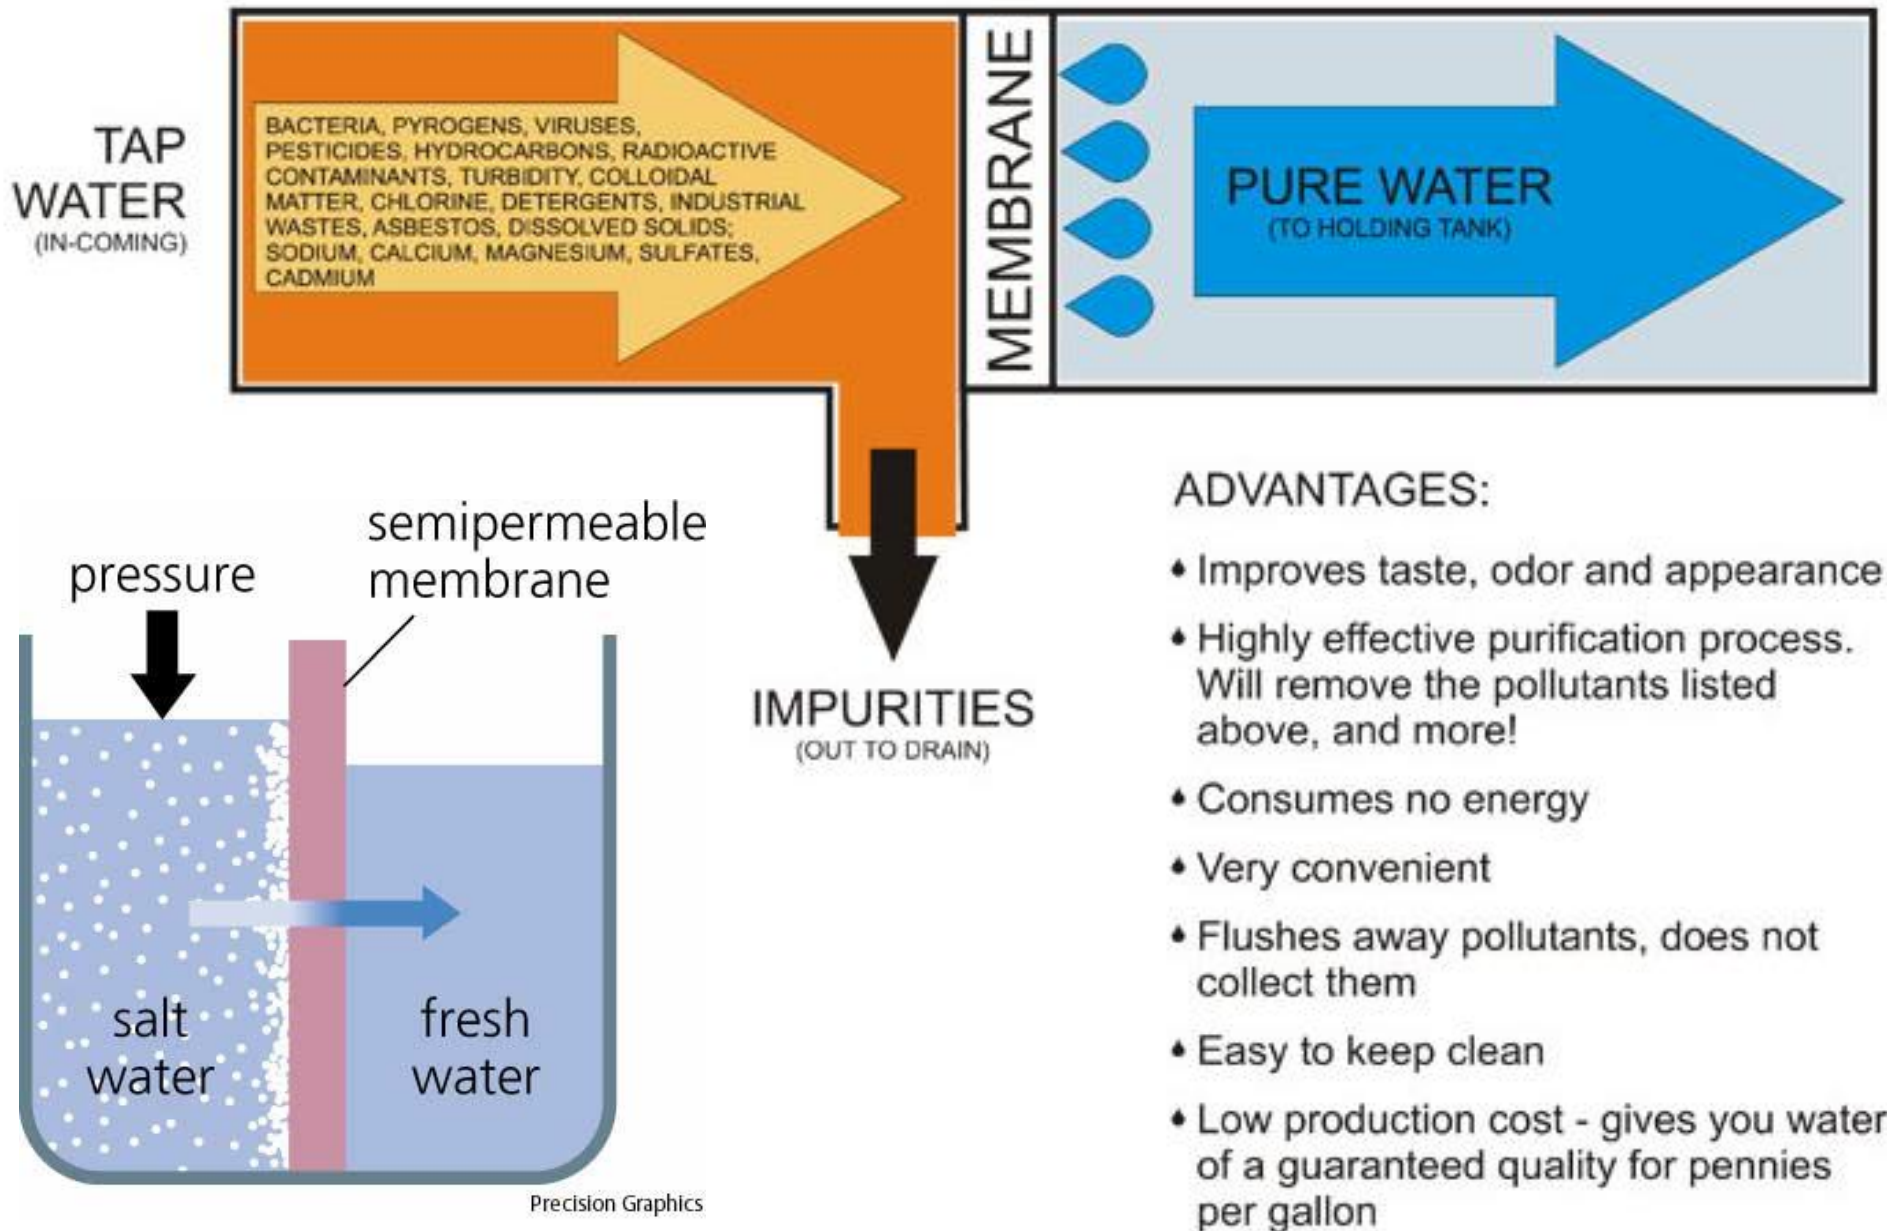 TAP
WATER
(IN-COMING)
BACTERIA, PYROGENS, VIRUSES,
PESTICIDES, HYDROCARBONS, RADIOACTIVE
CONTAMINANTS, TURBIDITY, COLLOIDAL
MATTER, CHLORINE, DETERGENTS, INDUSTRIAL
WASTES, ASBESTOS, DISSOLVED SOLIDS;
SODIUM, CALCIUM, MAGNESIUM, SULFATES,
CADMIUM
MEMBRANE
PURE WATER
(TO HOLDING TANK)
IMPURITIES
(OUT TO DRAIN)
pressure
semipermeable
membrane
salt
water
fresh
water
Precision Graphics
ADVANTAGES:
Improves taste, odor and appearance
Highly effective purification process.
Will remove the pollutants listed
above, and more!
Consumes no energy
Very convenient
Flushes away pollutants, does not
collect them
Easy to keep clean
Low production cost - gives you water
of a guaranteed quality for pennies
per gallon